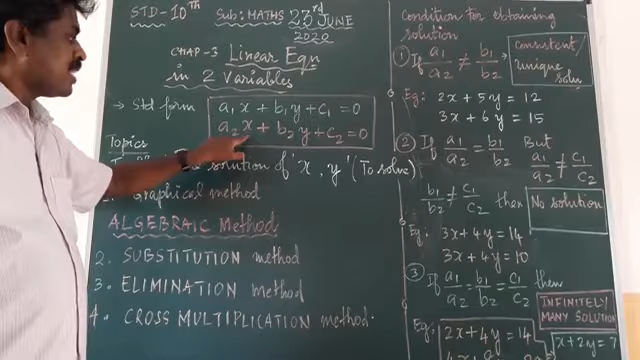 STD-10th Sub: MATHS 23rd JUNE
2020
CHAP-3 Linear Eqn
in 2 Variables
→ Std form a₁x + b₁y + c₁ = 0
a₂x + b₂y + c₂ = 0
Topics
solution of 'x, y' (To solve)
Graphical method
ALGEBRAIC Method
2. SUBSTITUTION method
3. ELIMINATION method
4. CROSS MULTIPLICATION method.
Condition for obtaining
solution
① If a₁/a₂ ≠ b₁/b₂ → Consistent/
Unique
Solu
Eg: 2x + 5y = 12
3x + 6y = 15
② If a₁/a₂ = b₁/b₂ But
a₁/a₂ ≠ c₁/c₂
b₁/b₂ ≠ c₁/c₂ then No solution
Eg: 3x + 4y = 14
3x + 4y = 10
③ If a₁/a₂ = b₁/b₂ = c₁/c₂ then
INFINITELY
MANY SOLUTION
Eg: 2x + 4y = 14
x + 2y = 7